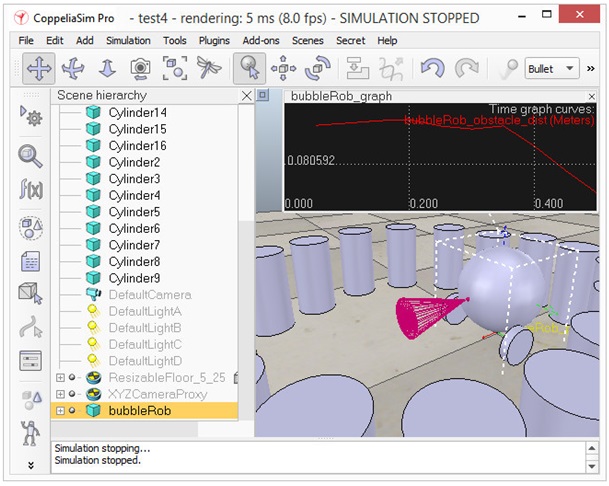 CoppeliaSim Pro - test4 - rendering: 5 ms (8.0 fps) - SIMULATION STOPPED
File Edit Add Simulation Tools Plugins Add-ons Scenes Secret Help
Bullet
Scene hierarchy
Cylinder14
Cylinder15
Cylinder16
Cylinder2
Cylinder3
Cylinder4
Cylinder5
Cylinder6
Cylinder7
Cylinder8
Cylinder9
DefaultCamera
DefaultLightA
DefaultLightB
DefaultLightC
DefaultLightD
ResizableFloor_5_25
XYZCameraProxy
bubbleRob
f(x)
bubbleRob_graph
Time graph curves:
bubbleRob_obstacle_dist (Meters)
0.080592
0.000 0.200 0.400
eRob
Simulation stopping...
Simulation stopped.